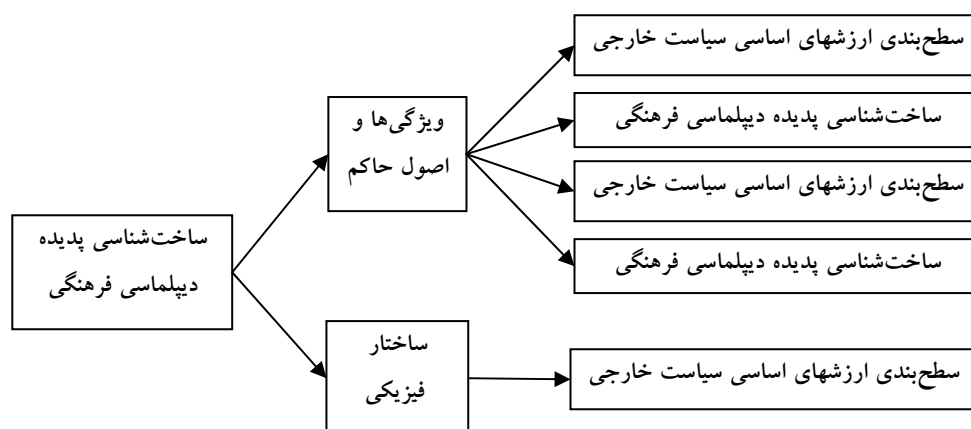 سطح‌بندی ارزشهای اساسی سیاست خارجی
ویژگی‌ها و
اصول حاکم
ساخت‌شناسی پدیده دیپلماسی فرهنگی
سطح‌بندی ارزشهای اساسی سیاست خارجی
ساخت‌شناسی پدیده
دیپلماسی فرهنگی
ساخت‌شناسی پدیده دیپلماسی فرهنگی
ساختار
فیزیکی
سطح‌بندی ارزشهای اساسی سیاست خارجی